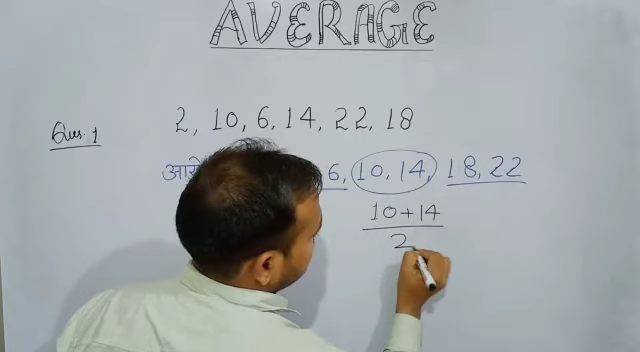 AVERAGE
Ques. 1
2, 10, 6, 14, 22, 18
6, 10, 14, 18, 22
10+14
2